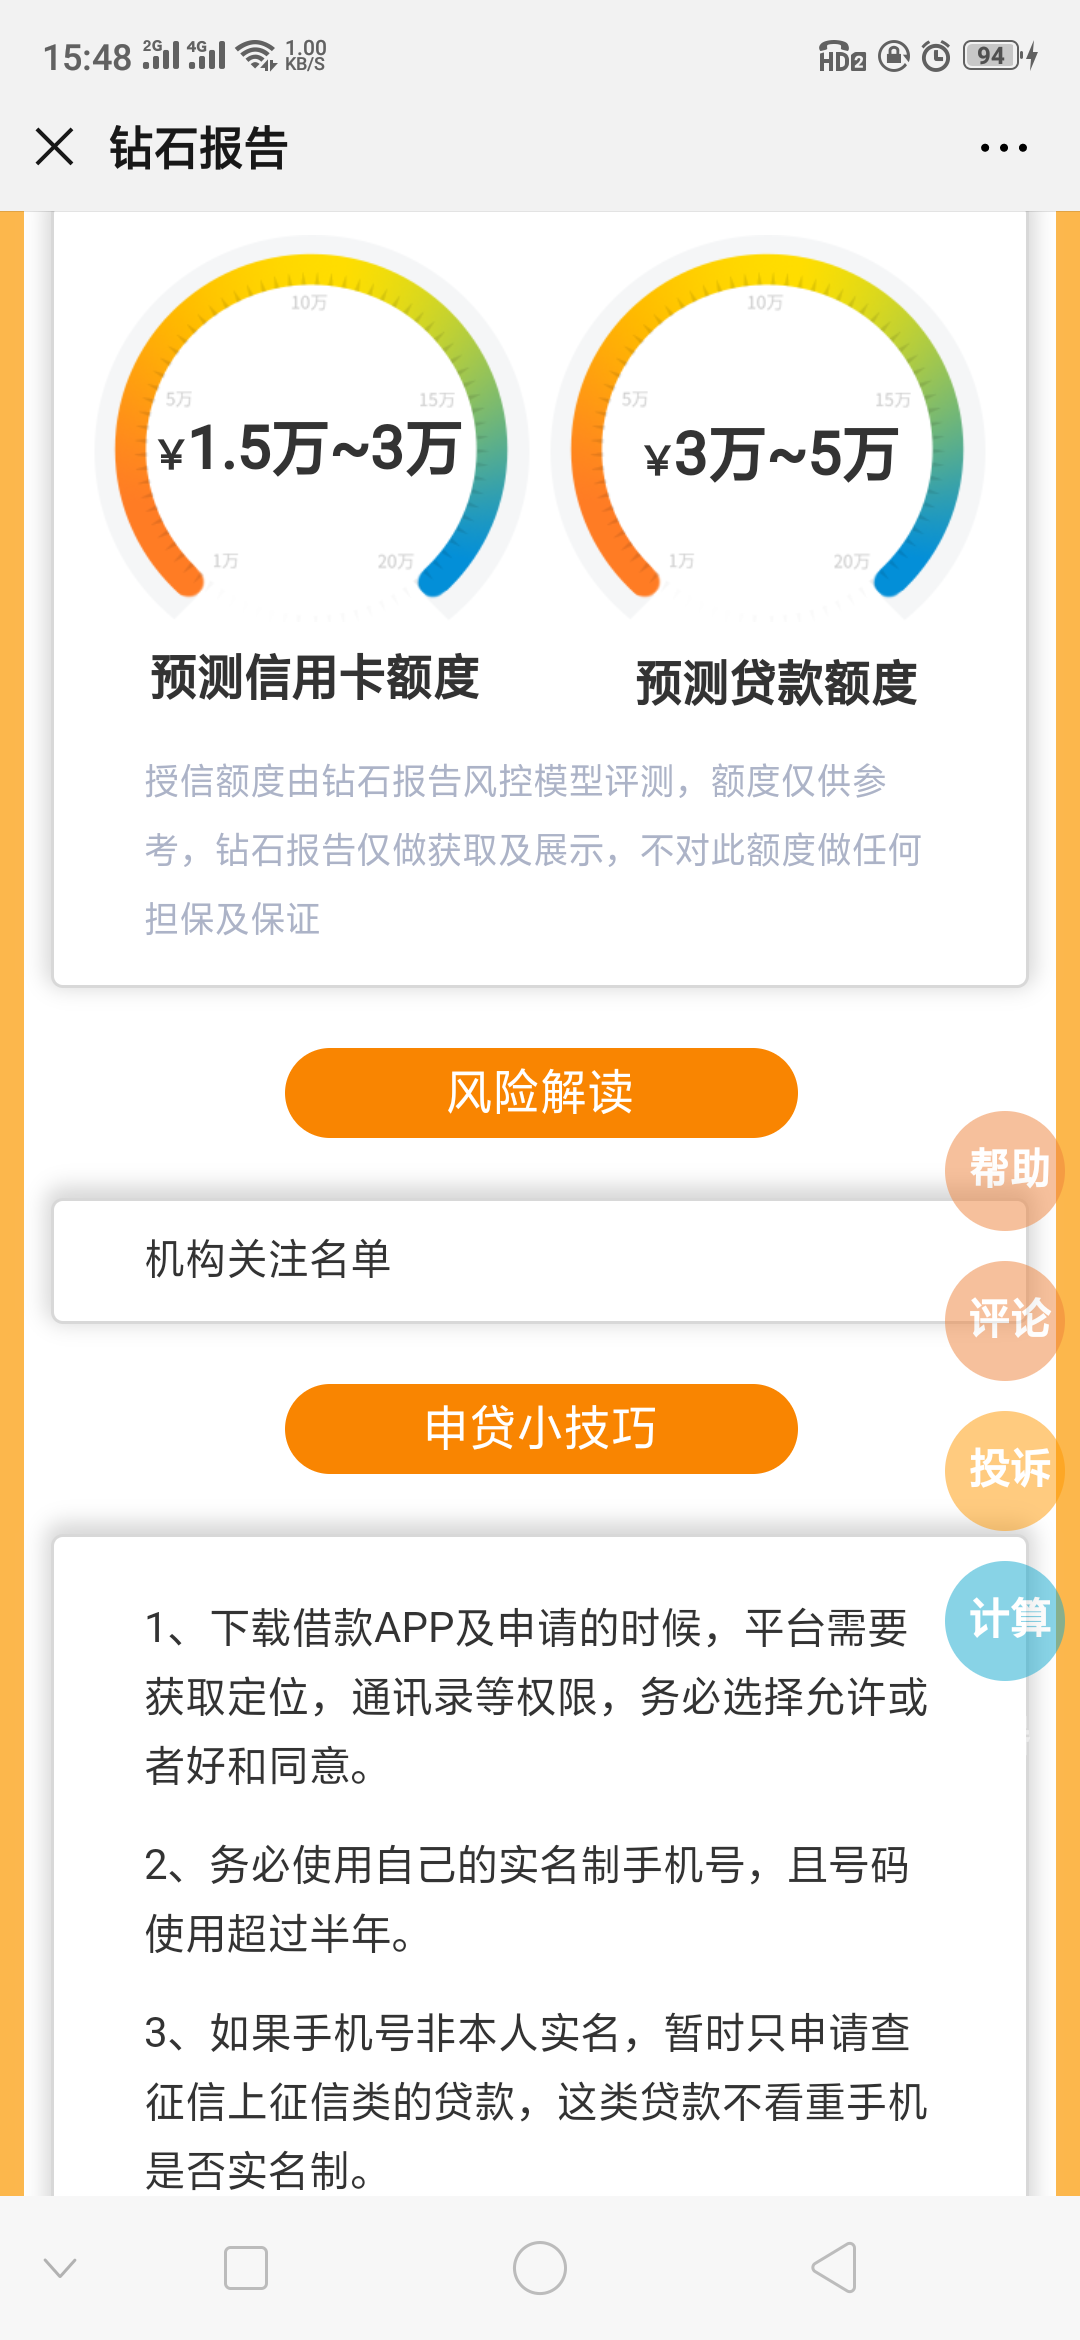 15:48 2G 4G 1.00 KB/S HD2 94
钻石报告
10万 10万
5万 15万 5万 15万
¥1.5万~3万 ¥3万~5万
1万 20万 1万 20万
预测信用卡额度 预测贷款额度
授信额度由钻石报告风控模型评测，额度仅供参
考，钻石报告仅做获取及展示，不对此额度做任何
担保及保证
风险解读
帮助
机构关注名单
评论
申贷小技巧
投诉
计算
1、下载借款APP及申请的时候，平台需要
获取定位，通讯录等权限，务必选择允许或
者好和同意。
2、务必使用自己的实名制手机号，且号码
使用超过半年。
3、如果手机号非本人实名，暂时只申请查
征信上征信类的贷款，这类贷款不看重手机
是否实名制。